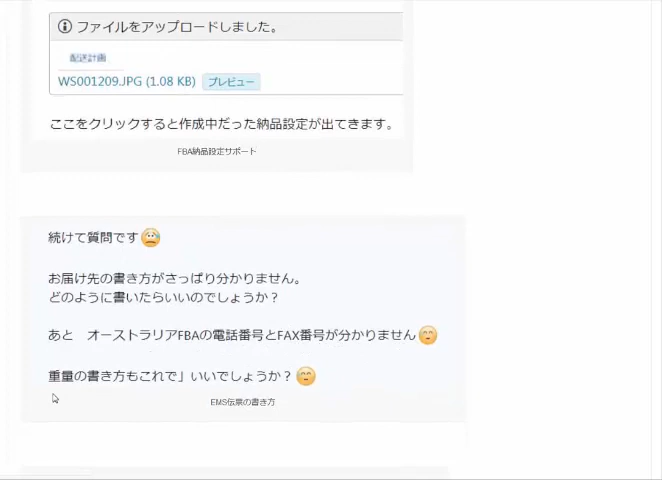 ファイルをアップロードしました。
配送計画
WS001209.JPG (1.08 KB) プレビュー
ここをクリックすると作成中だった納品設定が出てきます。
FBA納品設定サポート
続けて質問です
お届け先の書き方がさっぱり分かりません。
どのように書いたらいいのでしょうか？
あと　オーストラリアFBAの電話番号とFAX番号が分かりません
重量の書き方もこれで」いいでしょうか？
EMS伝票の書き方